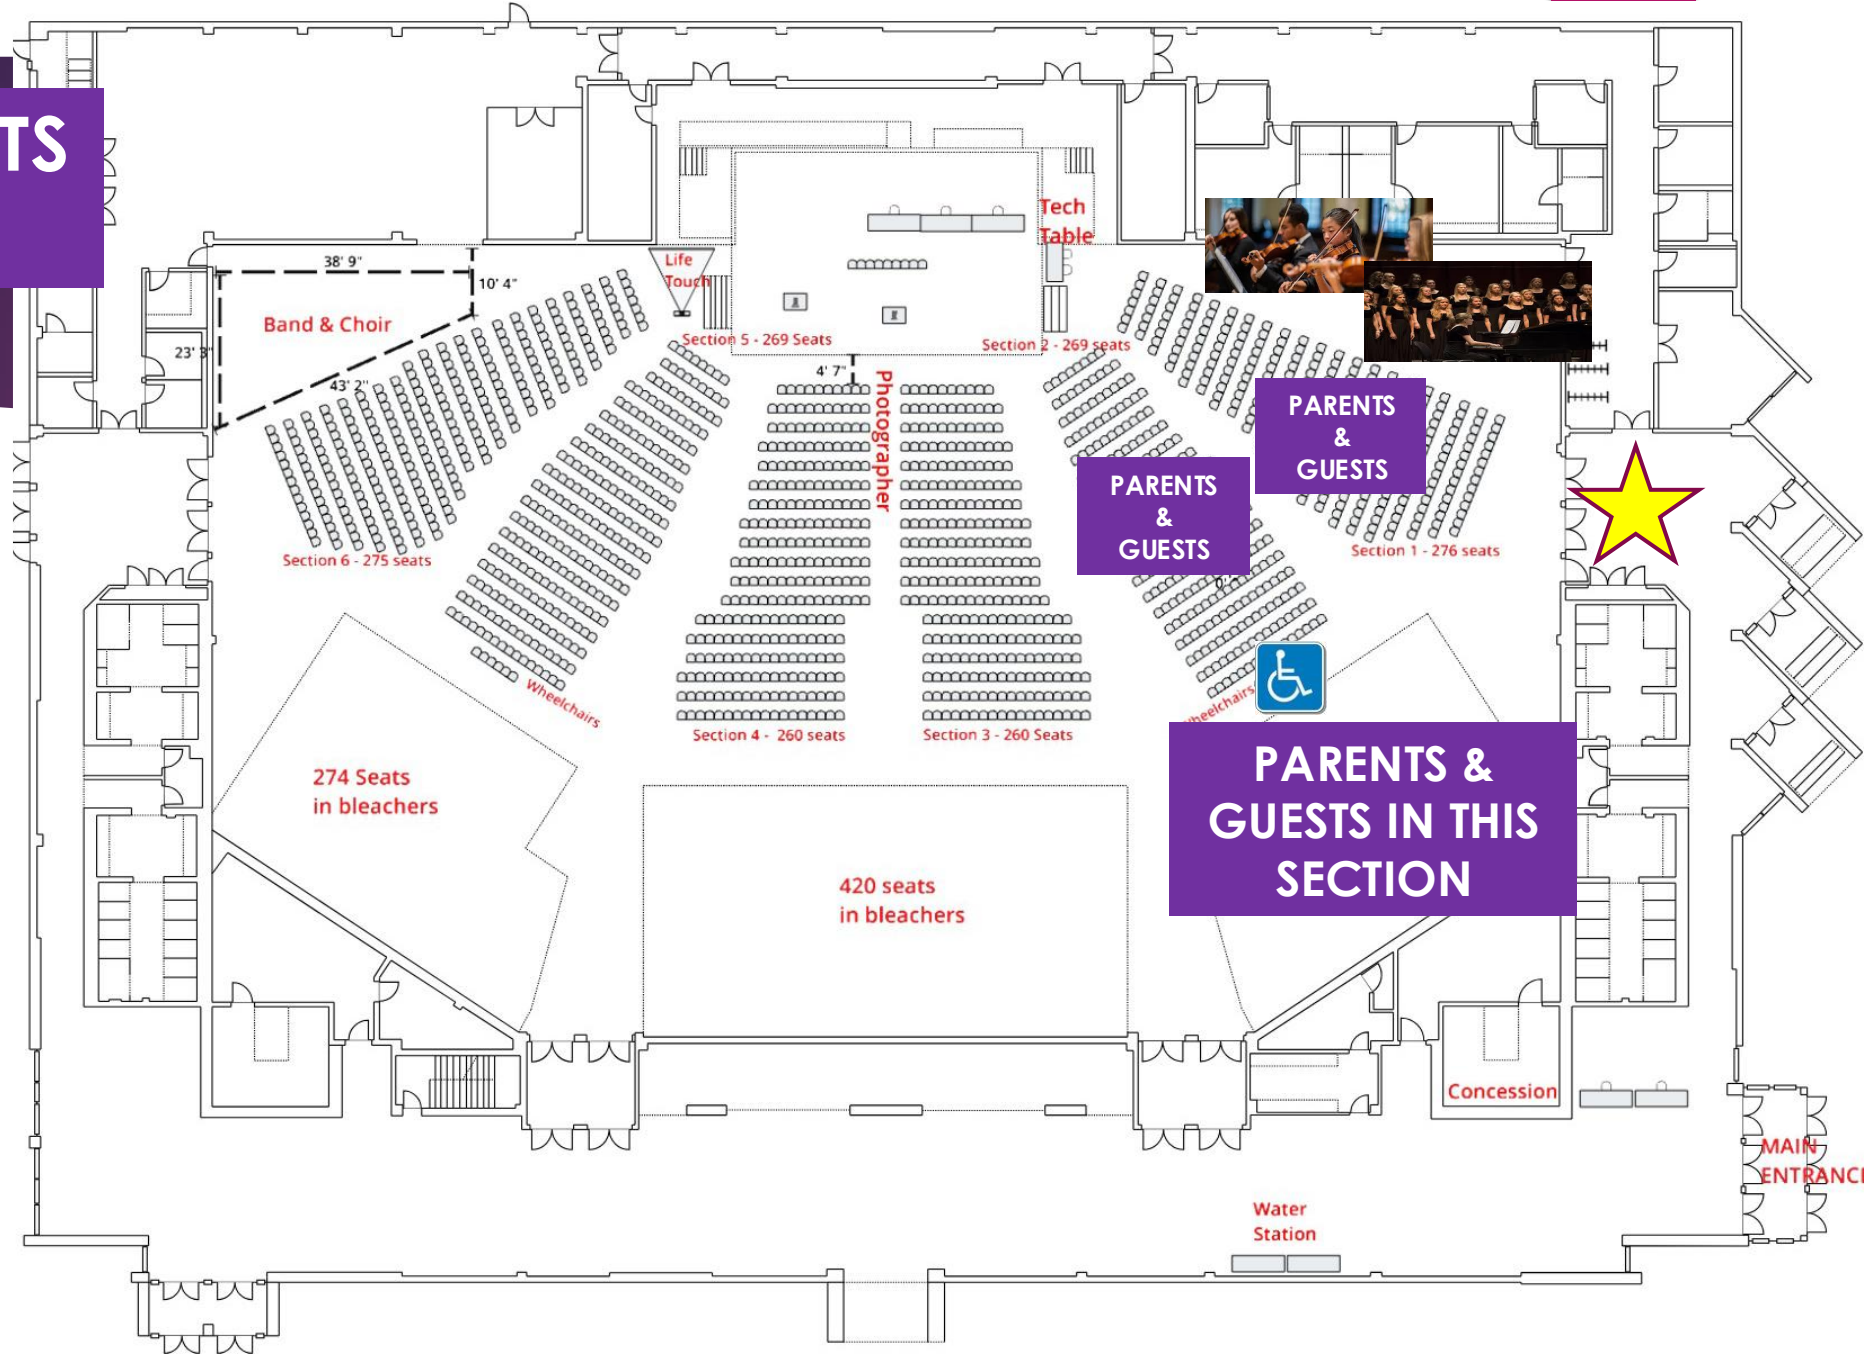 TS
Tech
Table
38' 9"
Life
Touch
10' 4"
Band & Choir
23' 3"
43' 2"
Section 5 - 269 Seats
Section 2 - 269 seats
4' 7"
Photographer
PARENTS
&
GUESTS
PARENTS
&
GUESTS
Section 6 - 275 seats
Section 1 - 276 seats
Wheelchairs
Wheelchairs
Section 4 - 260 seats
Section 3 - 260 Seats
PARENTS &
GUESTS IN THIS
SECTION
274 Seats
in bleachers
420 seats
in bleachers
Concession
MAIN
ENTRANCE
Water
Station